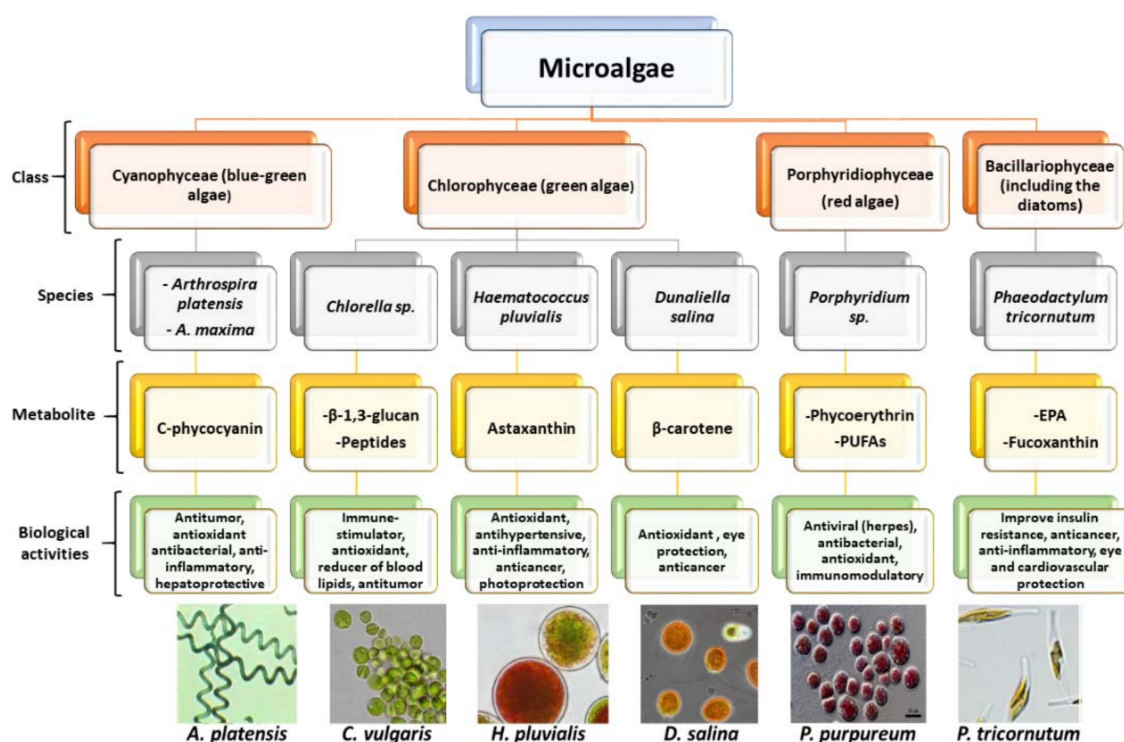 Microalgae
Class
Cyanophyceae (blue-green
algae)
Chlorophyceae (green algae)
Porphyridiophyceae
(red algae)
Bacillariophyceae
(including the
diatoms)
Species
- Arthrospira
platensis
- A. maxima
Chlorella sp.
Haematococcus
pluvialis
Dunaliella
salina
Porphyridium
sp.
Phaeodactylum
tricornutum
Metabolite
C-phycocyanin
-β-1,3-glucan
-Peptides
Astaxanthin
β-carotene
-Phycoerythrin
-PUFAs
-EPA
-Fucoxanthin
Biological
activities
Antitumor,
antioxidant
antibacterial, anti-
inflammatory,
hepatoprotective
Immune-
stimulator,
antioxidant,
reducer of blood
lipids, antitumor
Antioxidant,
antihypertensive,
anti-inflammatory,
anticancer,
photoprotection
Antioxidant , eye
protection,
anticancer
Antiviral (herpes),
antibacterial,
antioxidant,
immunomodulatory
Improve insulin
resistance, anticancer,
anti-inflammatory, eye
and cardiovascular
protection
A. platensis
C. vulgaris
H. pluvialis
D. salina
P. purpureum
P. tricornutum